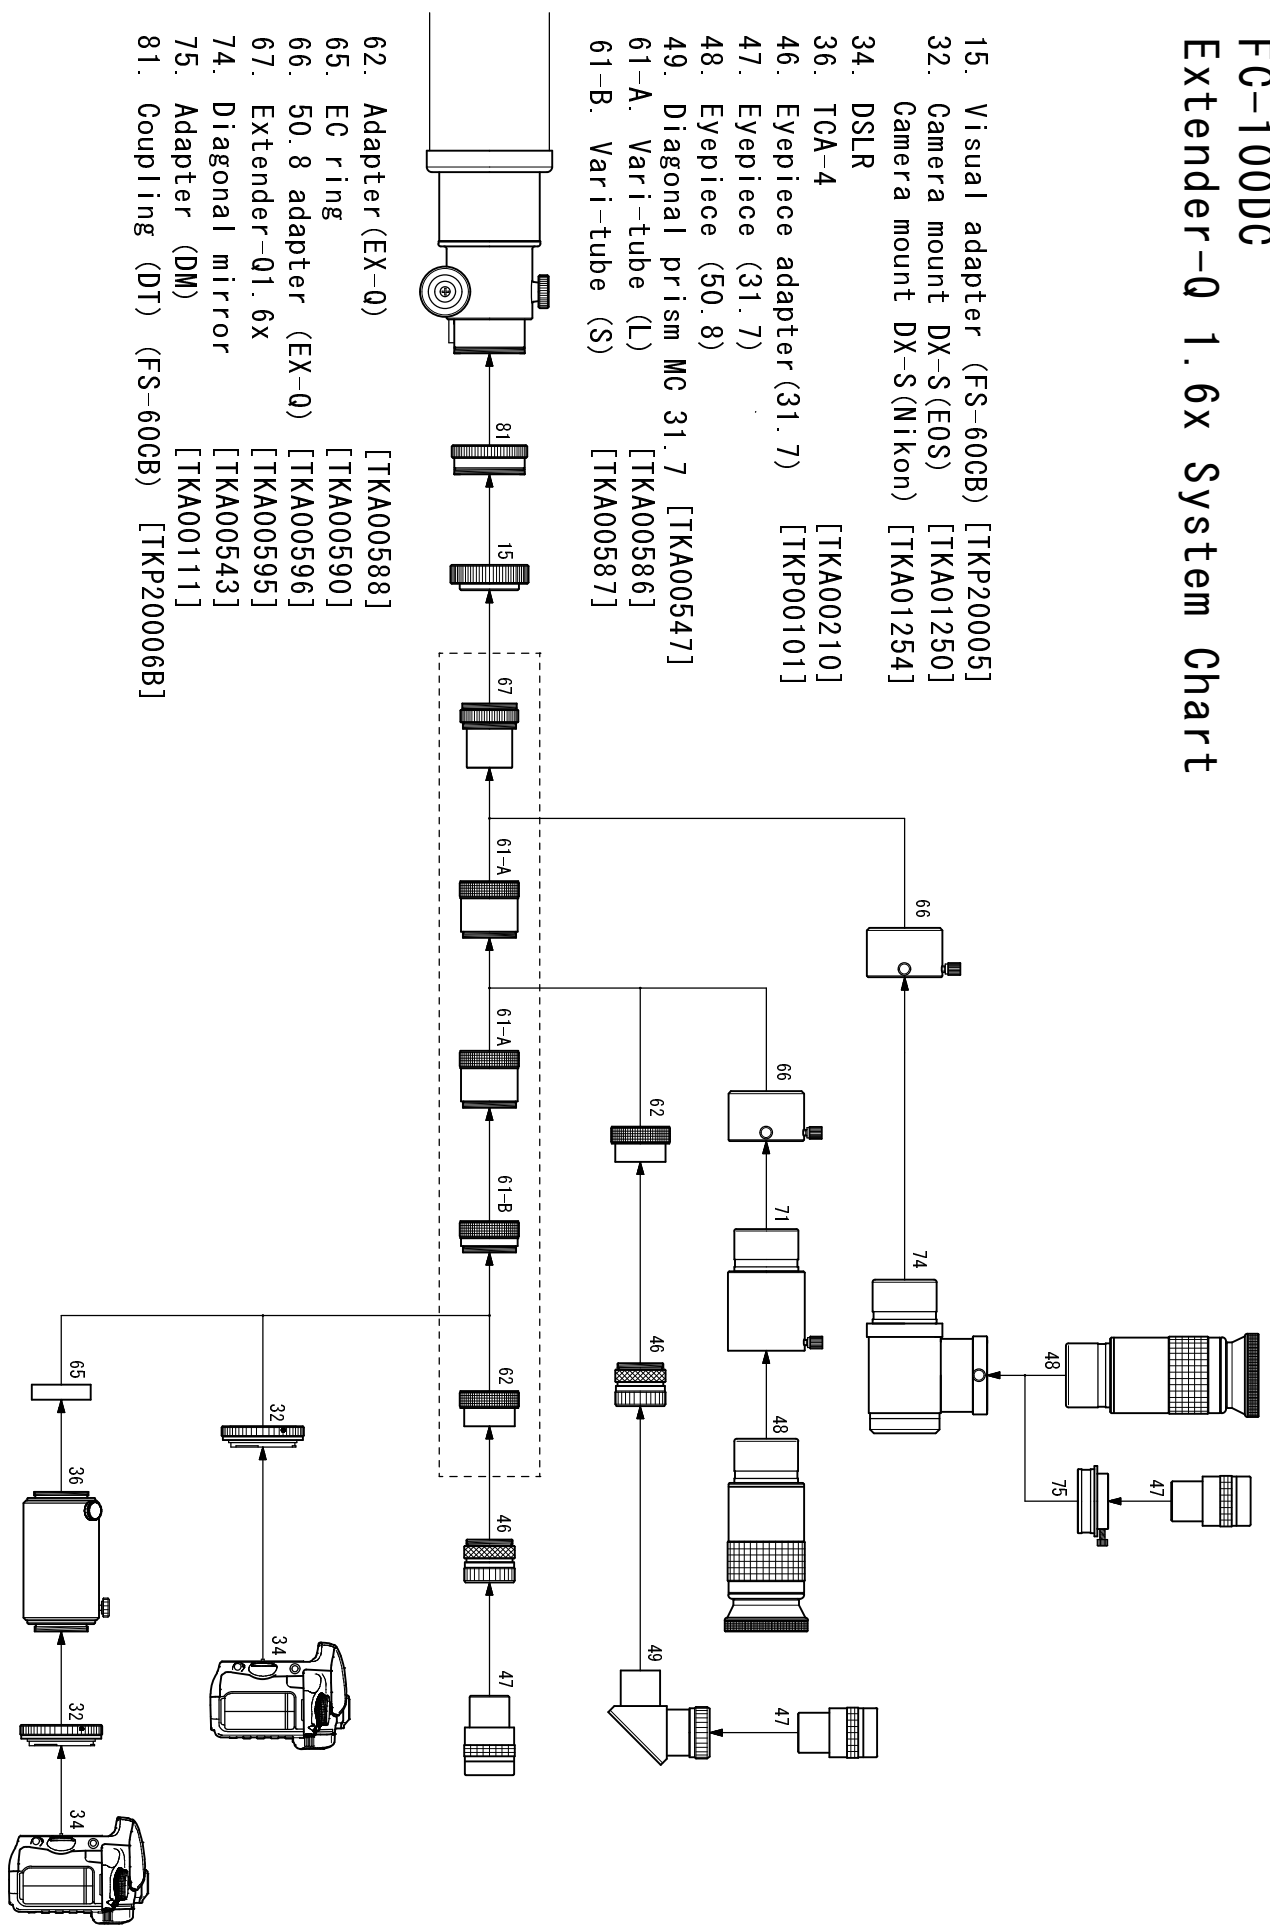 FC-100DC
Extender-Q 1.6x System Chart
15. Visual adapter (FS-60CB) [TKP20005]
32. Camera mount DX-S(EOS) [TKA01250]
Camera mount DX-S(Nikon) [TKA01254]
34. DSLR
36. TCA-4 [TKA00210]
46. Eyepiece adapter(31.7) [TKP00101]
47. Eyepiece (31.7)
48. Eyepiece (50.8)
49. Diagonal prism MC 31.7 [TKA00547]
61-A. Vari-tube (L) [TKA00586]
61-B. Vari-tube (S) [TKA00587]
62. Adapter(EX-Q) [TKA00588]
65. EC ring [TKA00590]
66. 50.8 adapter (EX-Q) [TKA00596]
67. Extender-Q1.6x [TKA00595]
74. Diagonal mirror [TKA00543]
75. Adapter (DM) [TKA00111]
81. Coupling (DT) (FS-60CB) [TKP20006B]
66
74
48
75
47
66
71
48
62
46
49
47
81
15
67
61-A
61-A
61-B
62
46
47
32
34
65
36
32
34